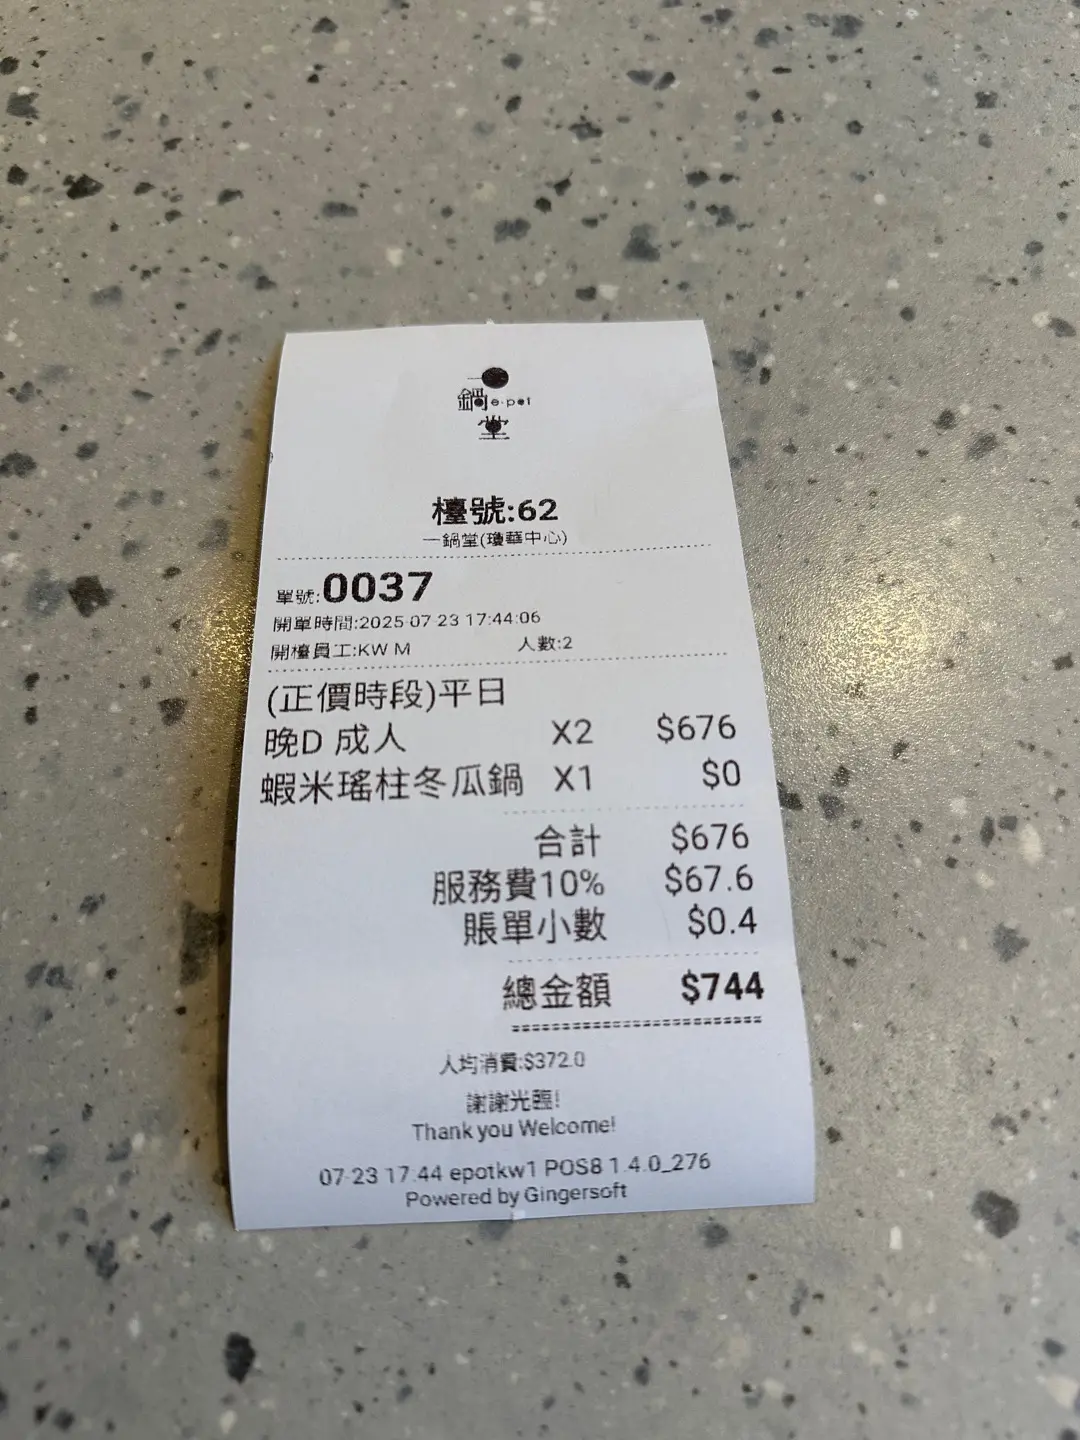 一
鍋 e·pot
堂
檯號:62
一鍋堂(瓊華中心)
單號:0037
開單時間:2025-07-23 17:44:06
開檯員工:KW M 人數:2
(正價時段)平日
晚D 成人 X2 $676
蝦米瑤柱冬瓜鍋 X1 $0
合計 $676
服務費10% $67.6
賬單小數 $0.4
總金額 $744
人均消費:$372.0
謝謝光臨!
Thank you Welcome!
07-23 17:44 epotkw1 POS8 1.4.0_276
Powered by Gingersoft